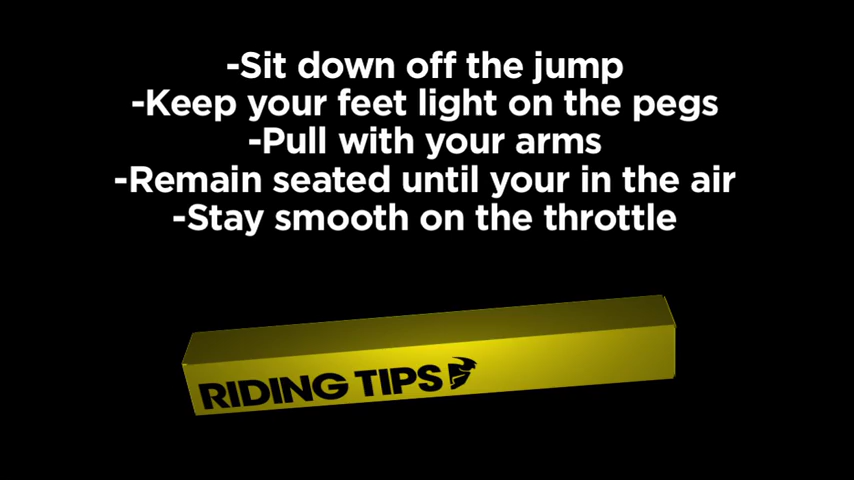 -Sit down off the jump
-Keep your feet light on the pegs
-Pull with your arms
-Remain seated until your in the air
-Stay smooth on the throttle
RIDING TIPS